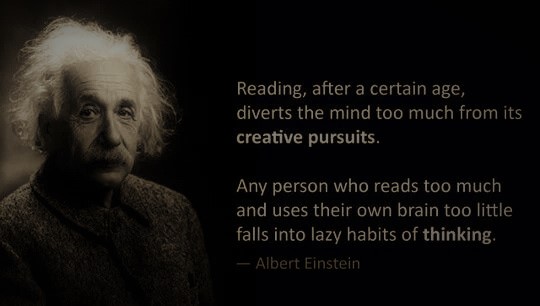 Reading, after a certain age,
diverts the mind too much from its
creative pursuits.
Any person who reads too much
and uses their own brain too little
falls into lazy habits of thinking.
— Albert Einstein